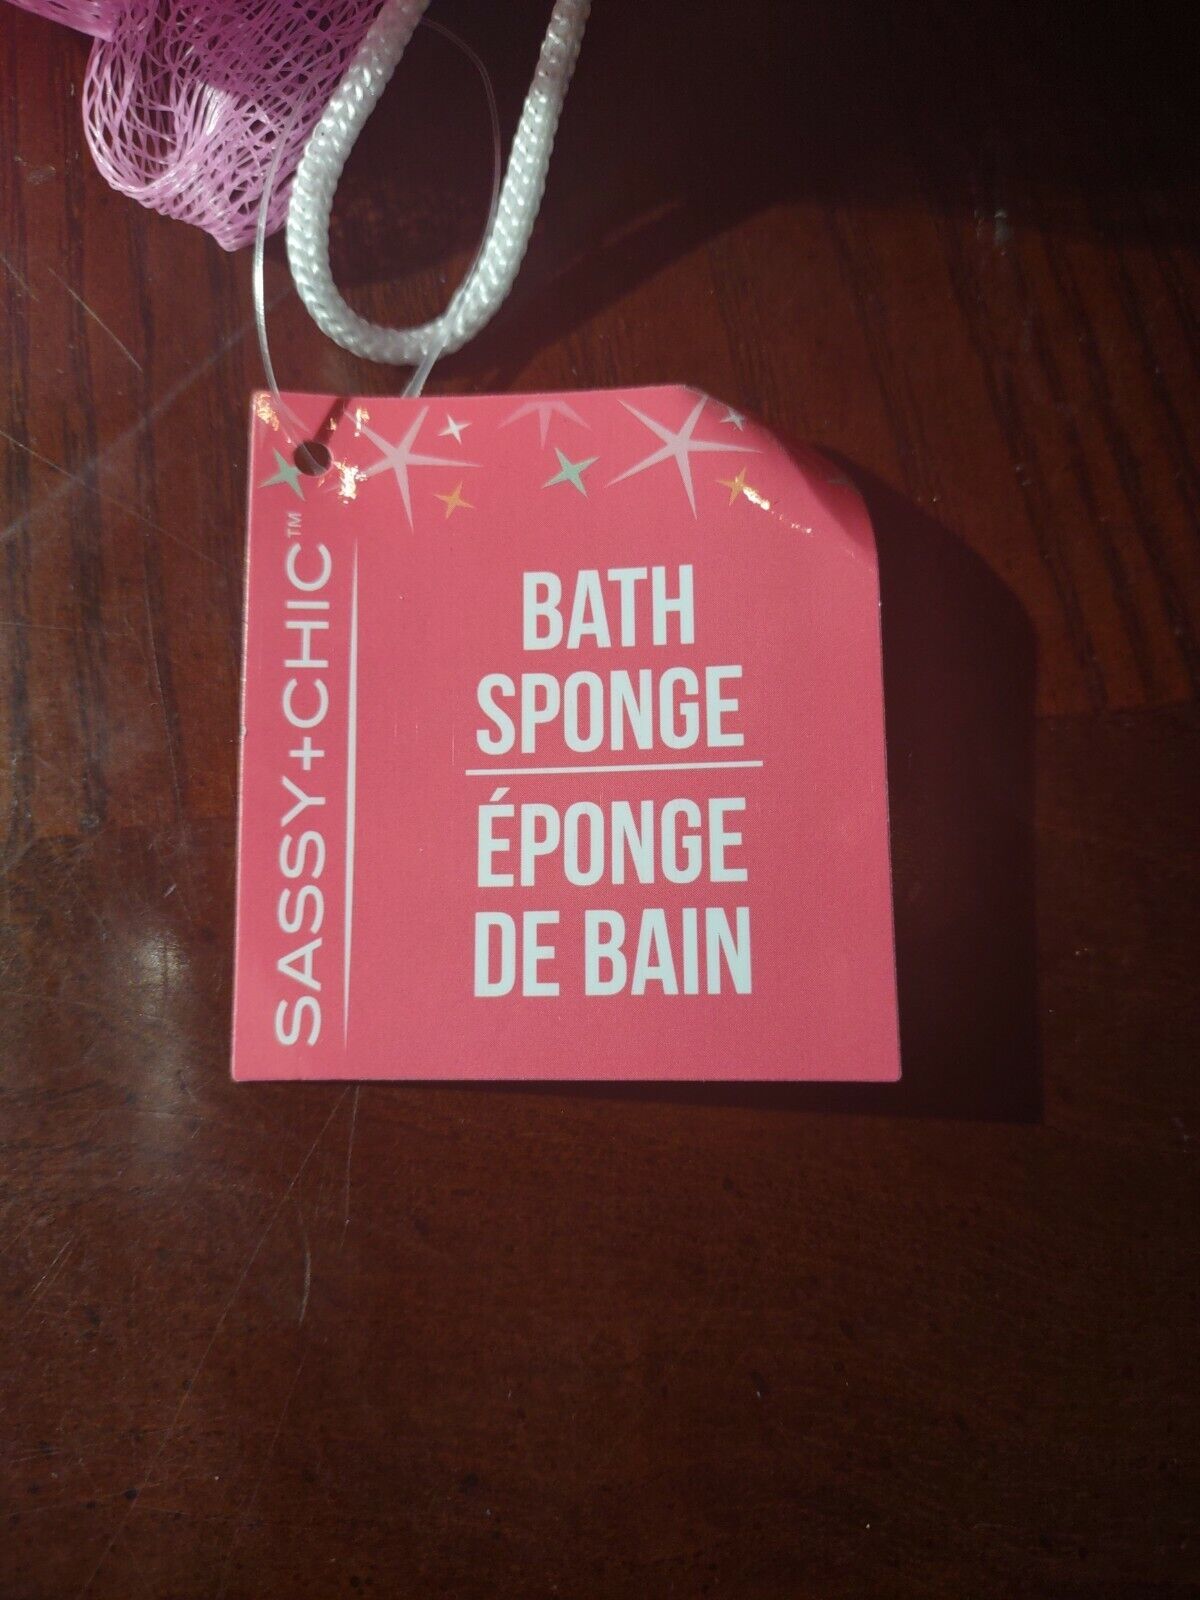 SASSY+CHIC™
BATH
SPONGE
ÉPONGE
DE BAIN